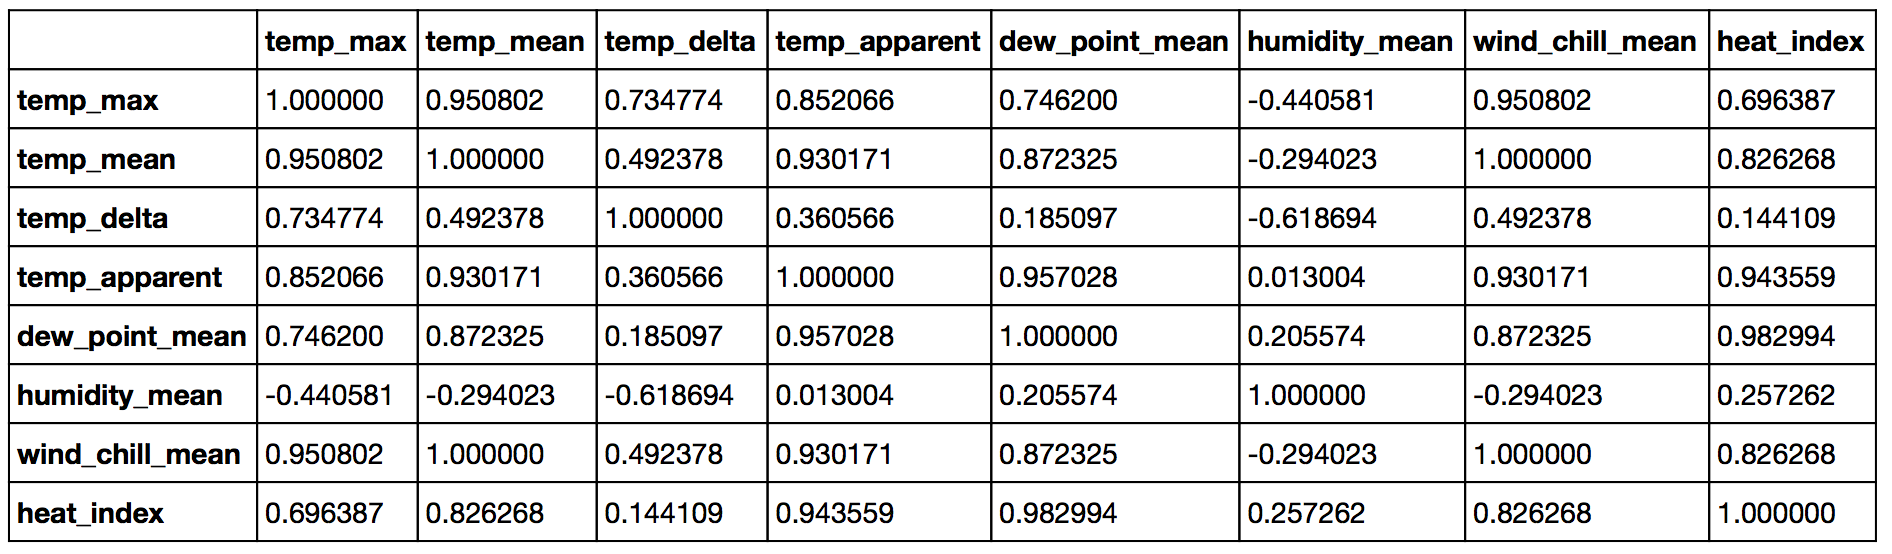 temp_max temp_mean temp_delta temp_apparent dew_point_mean humidity_mean wind_chill_mean heat_index
temp_max 1.000000 0.950802 0.734774 0.852066 0.746200 -0.440581 0.950802 0.696387
temp_mean 0.950802 1.000000 0.492378 0.930171 0.872325 -0.294023 1.000000 0.826268
temp_delta 0.734774 0.492378 1.000000 0.360566 0.185097 -0.618694 0.492378 0.144109
temp_apparent 0.852066 0.930171 0.360566 1.000000 0.957028 0.013004 0.930171 0.943559
dew_point_mean 0.746200 0.872325 0.185097 0.957028 1.000000 0.205574 0.872325 0.982994
humidity_mean -0.440581 -0.294023 -0.618694 0.013004 0.205574 1.000000 -0.294023 0.257262
wind_chill_mean 0.950802 1.000000 0.492378 0.930171 0.872325 -0.294023 1.000000 0.826268
heat_index 0.696387 0.826268 0.144109 0.943559 0.982994 0.257262 0.826268 1.000000